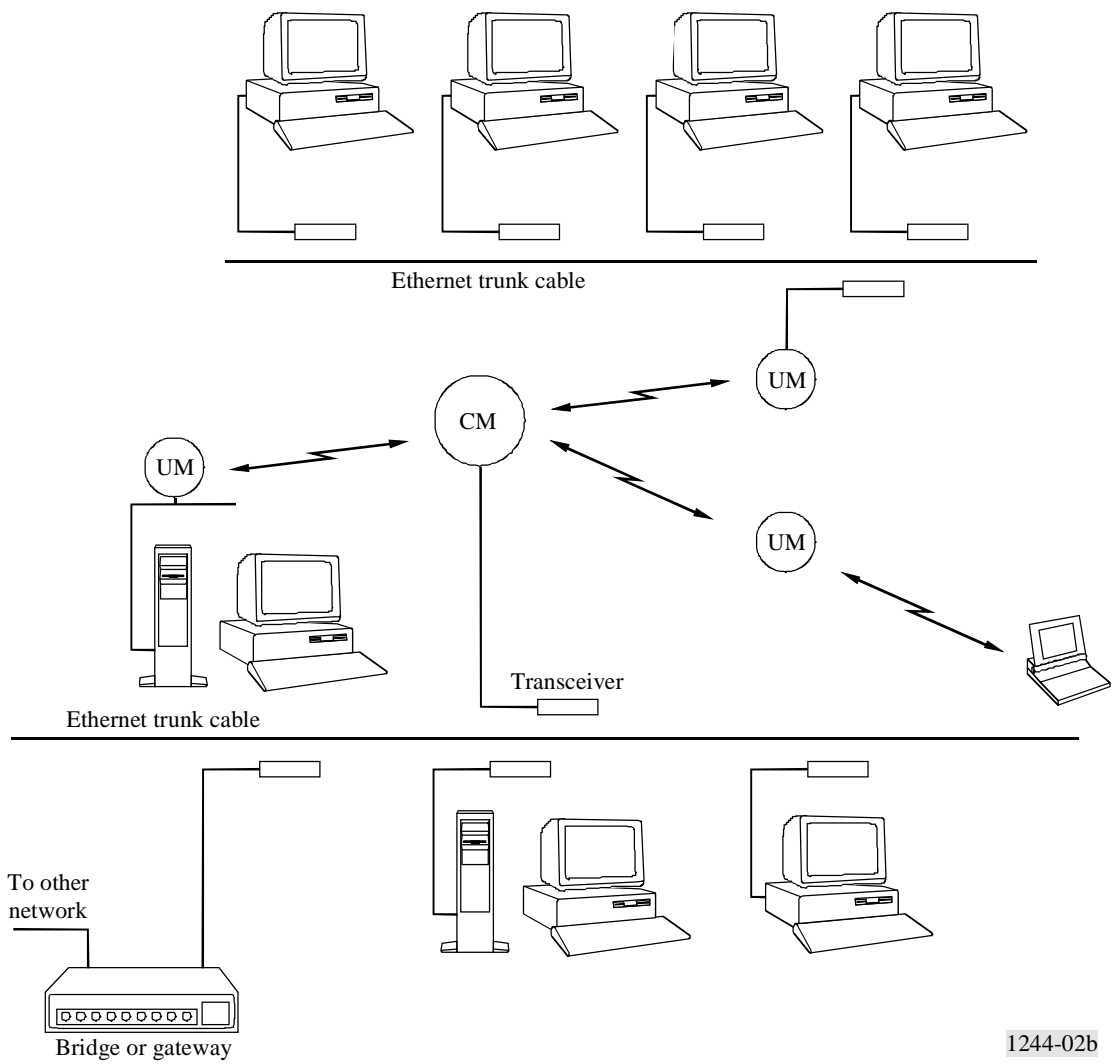 Ethernet trunk cable
UM
CM
UM
UM
Transceiver
Ethernet trunk cable
To other
network
Bridge or gateway
1244-02b